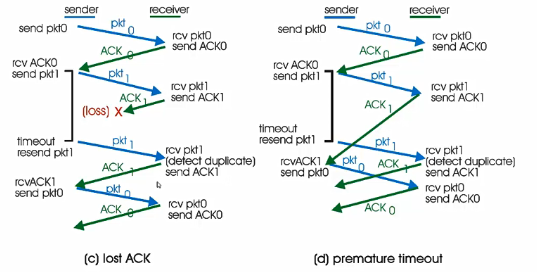 sender receiver
send pkt0
pkt 0
rcv pkt0
send ACK0
ACK 0
rcv ACK0
send pkt1
pkt 1
rcv pkt1
send ACK1
ACK 1
(loss) X
timeout
resend pkt1
pkt 1
rcv pkt1
(detect duplicate)
send ACK1
ACK 1
rcvACK1
send pkt0
pkt 0
rcv pkt0
send ACK0
ACK 0
(c) lost ACK
sender receiver
send pkt0
pkt 0
rcv pkt0
send ACK0
ACK 0
rcv ACK0
send pkt1
pkt 1
rcv pkt1
send ACK1
ACK 1
timeout
resend pkt1
pkt 1
rcv pkt1
(detect duplicate)
send ACK1
rcvACK1
send pkt0
pkt 0
ACK 1
rcv pkt0
send ACK0
ACK 0
(d) premature timeout